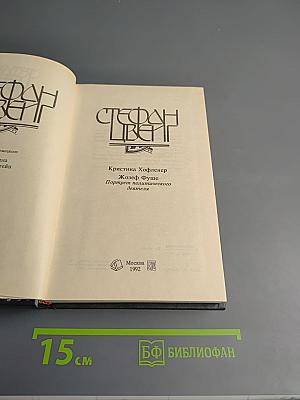 СТЕФАН
ЦВЕЙГ
Кристина Хофленер
Жозеф Фуше
Портрет политического
деятеля
Москва
1992
15 см
БФ БИБЛИОФАН